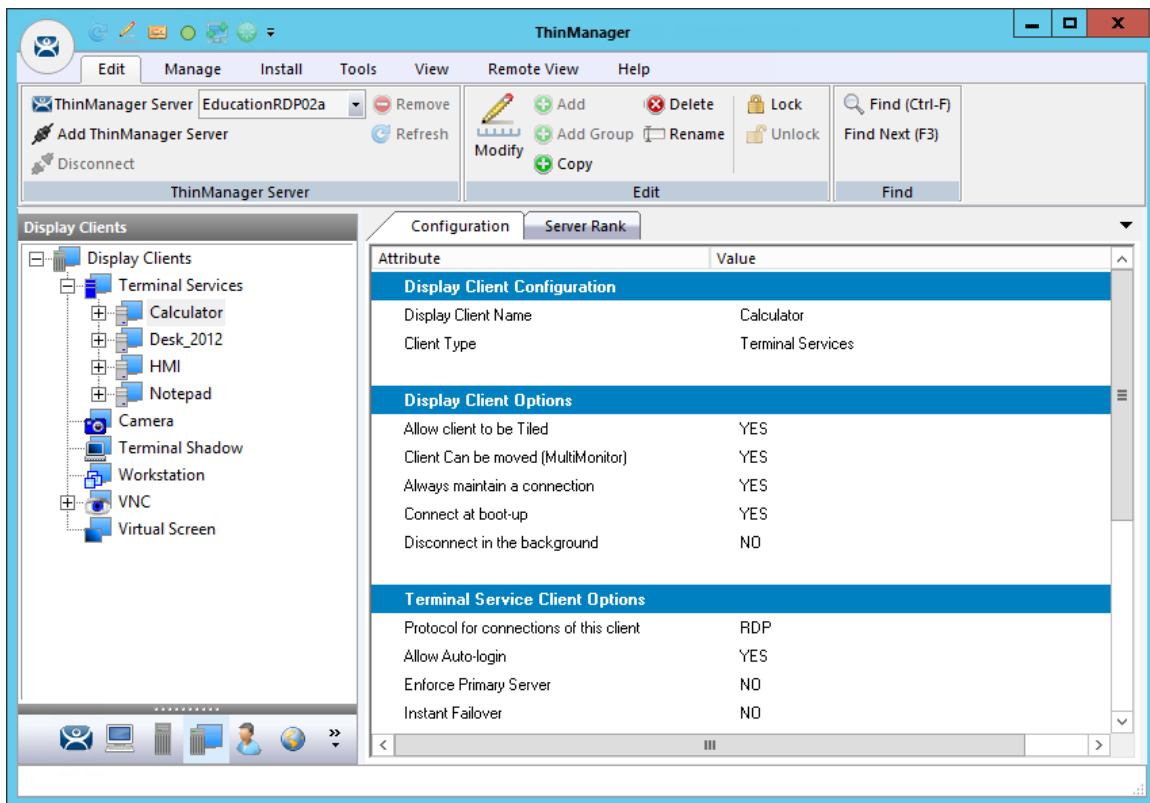 ThinManager
Edit Manage Install Tools View Remote View Help
ThinManager Server EducationRDP02a Remove Add Delete Lock Find (Ctrl-F)
Add ThinManager Server Refresh Modify Add Group Rename Unlock Find Next (F3)
Disconnect Copy
ThinManager Server Edit Find
Display Clients
Display Clients
Terminal Services
Calculator
Desk_2012
HMI
Notepad
Camera
Terminal Shadow
Workstation
VNC
Virtual Screen
Configuration Server Rank
Attribute Value
Display Client Configuration
Display Client Name Calculator
Client Type Terminal Services
Display Client Options
Allow client to be Tiled YES
Client Can be moved (MultiMonitor) YES
Always maintain a connection YES
Connect at boot-up YES
Disconnect in the background NO
Terminal Service Client Options
Protocol for connections of this client RDP
Allow Auto-login YES
Enforce Primary Server NO
Instant Failover NO